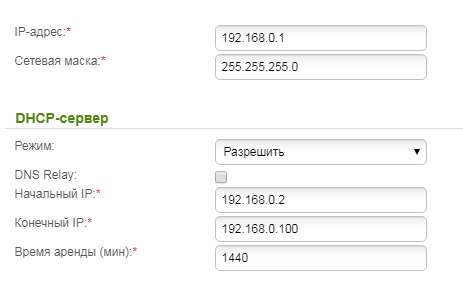 IP-адрес:* 192.168.0.1
Сетевая маска:* 255.255.255.0
DHCP-сервер
Режим: Разрешить
DNS Relay:
Начальный IP:* 192.168.0.2
Конечный IP:* 192.168.0.100
Время аренды (мин):* 1440